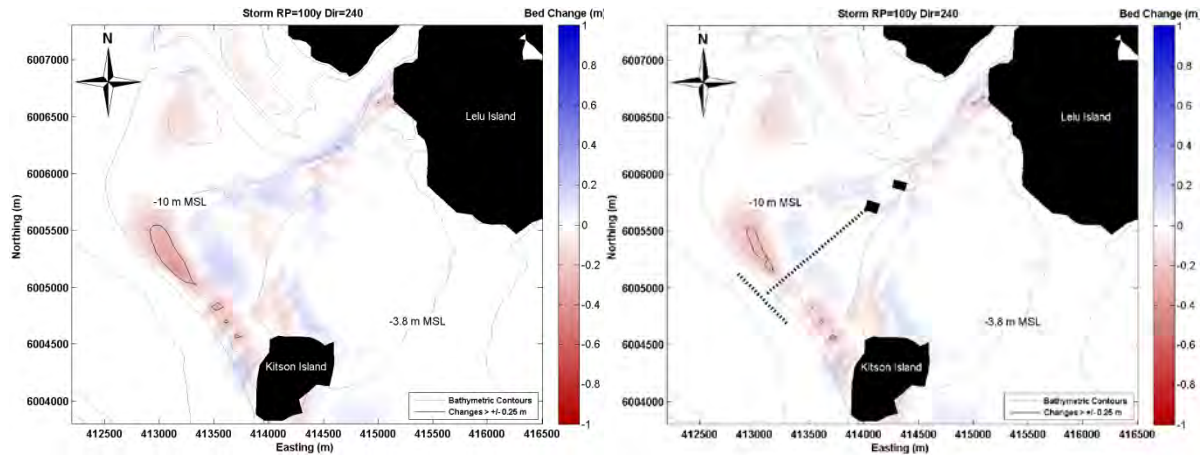 Storm RP=100y Dir=240
Bed Change (m)
N
Lelu Island
-10 m MSL
-3.8 m MSL
Kitson Island
Bathymetric Contours
Changes > +/- 0.25 m
6007000
6006500
6006000
6005500
6005000
6004500
6004000
Northing (m)
412500 413000 413500 414000 414500 415000 415500 416000 416500
Easting (m)
1
0.8
0.6
0.4
0.2
0
-0.2
-0.4
-0.6
-0.8
-1
Storm RP=100y Dir=240
Bed Change (m)
N
Lelu Island
-10 m MSL
-3.8 m MSL
Kitson Island
Bathymetric Contours
Changes > +/- 0.25 m
6007000
6006500
6006000
6005500
6005000
6004500
6004000
Northing (m)
412500 413000 413500 414000 414500 415000 415500 416000 416500
Easting (m)
1
0.8
0.6
0.4
0.2
0
-0.2
-0.4
-0.6
-0.8
-1